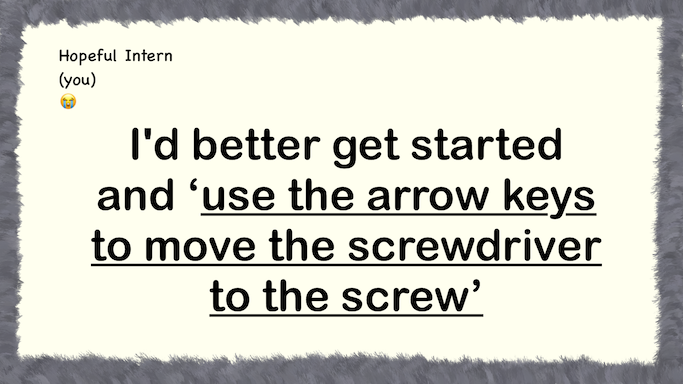 Hopeful Intern
(you)
😭
I'd better get started
and ‘use the arrow keys
to move the screwdriver
to the screw’